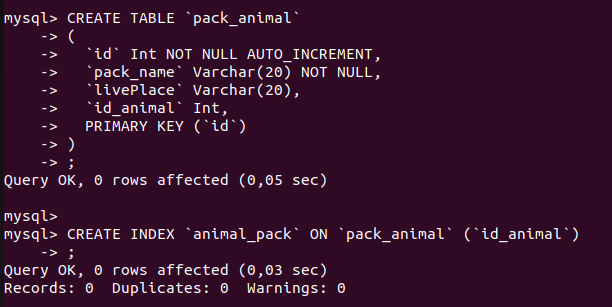 mysql> CREATE TABLE `pack_animal`
    -> (
    ->   `id` Int NOT NULL AUTO_INCREMENT,
    ->   `pack_name` Varchar(20) NOT NULL,
    ->   `livePlace` Varchar(20),
    ->   `id_animal` Int,
    ->   PRIMARY KEY (`id`)
    -> )
    -> ;
Query OK, 0 rows affected (0,05 sec)

mysql>
mysql> CREATE INDEX `animal_pack` ON `pack_animal` (`id_animal`)
    -> ;
Query OK, 0 rows affected (0,03 sec)
Records: 0  Duplicates: 0  Warnings: 0